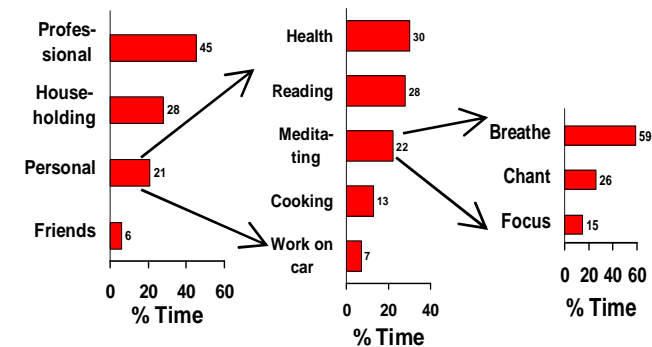 Profes-
sional
45
House-
holding
28
Personal
21
Friends
6
0 20 40 60
% Time
Health
30
Reading
28
Medita-
ting
22
Cooking
13
Work on
car
7
0 20 40
% Time
Breathe
59
Chant
26
Focus
15
0 20 40 60
% Time